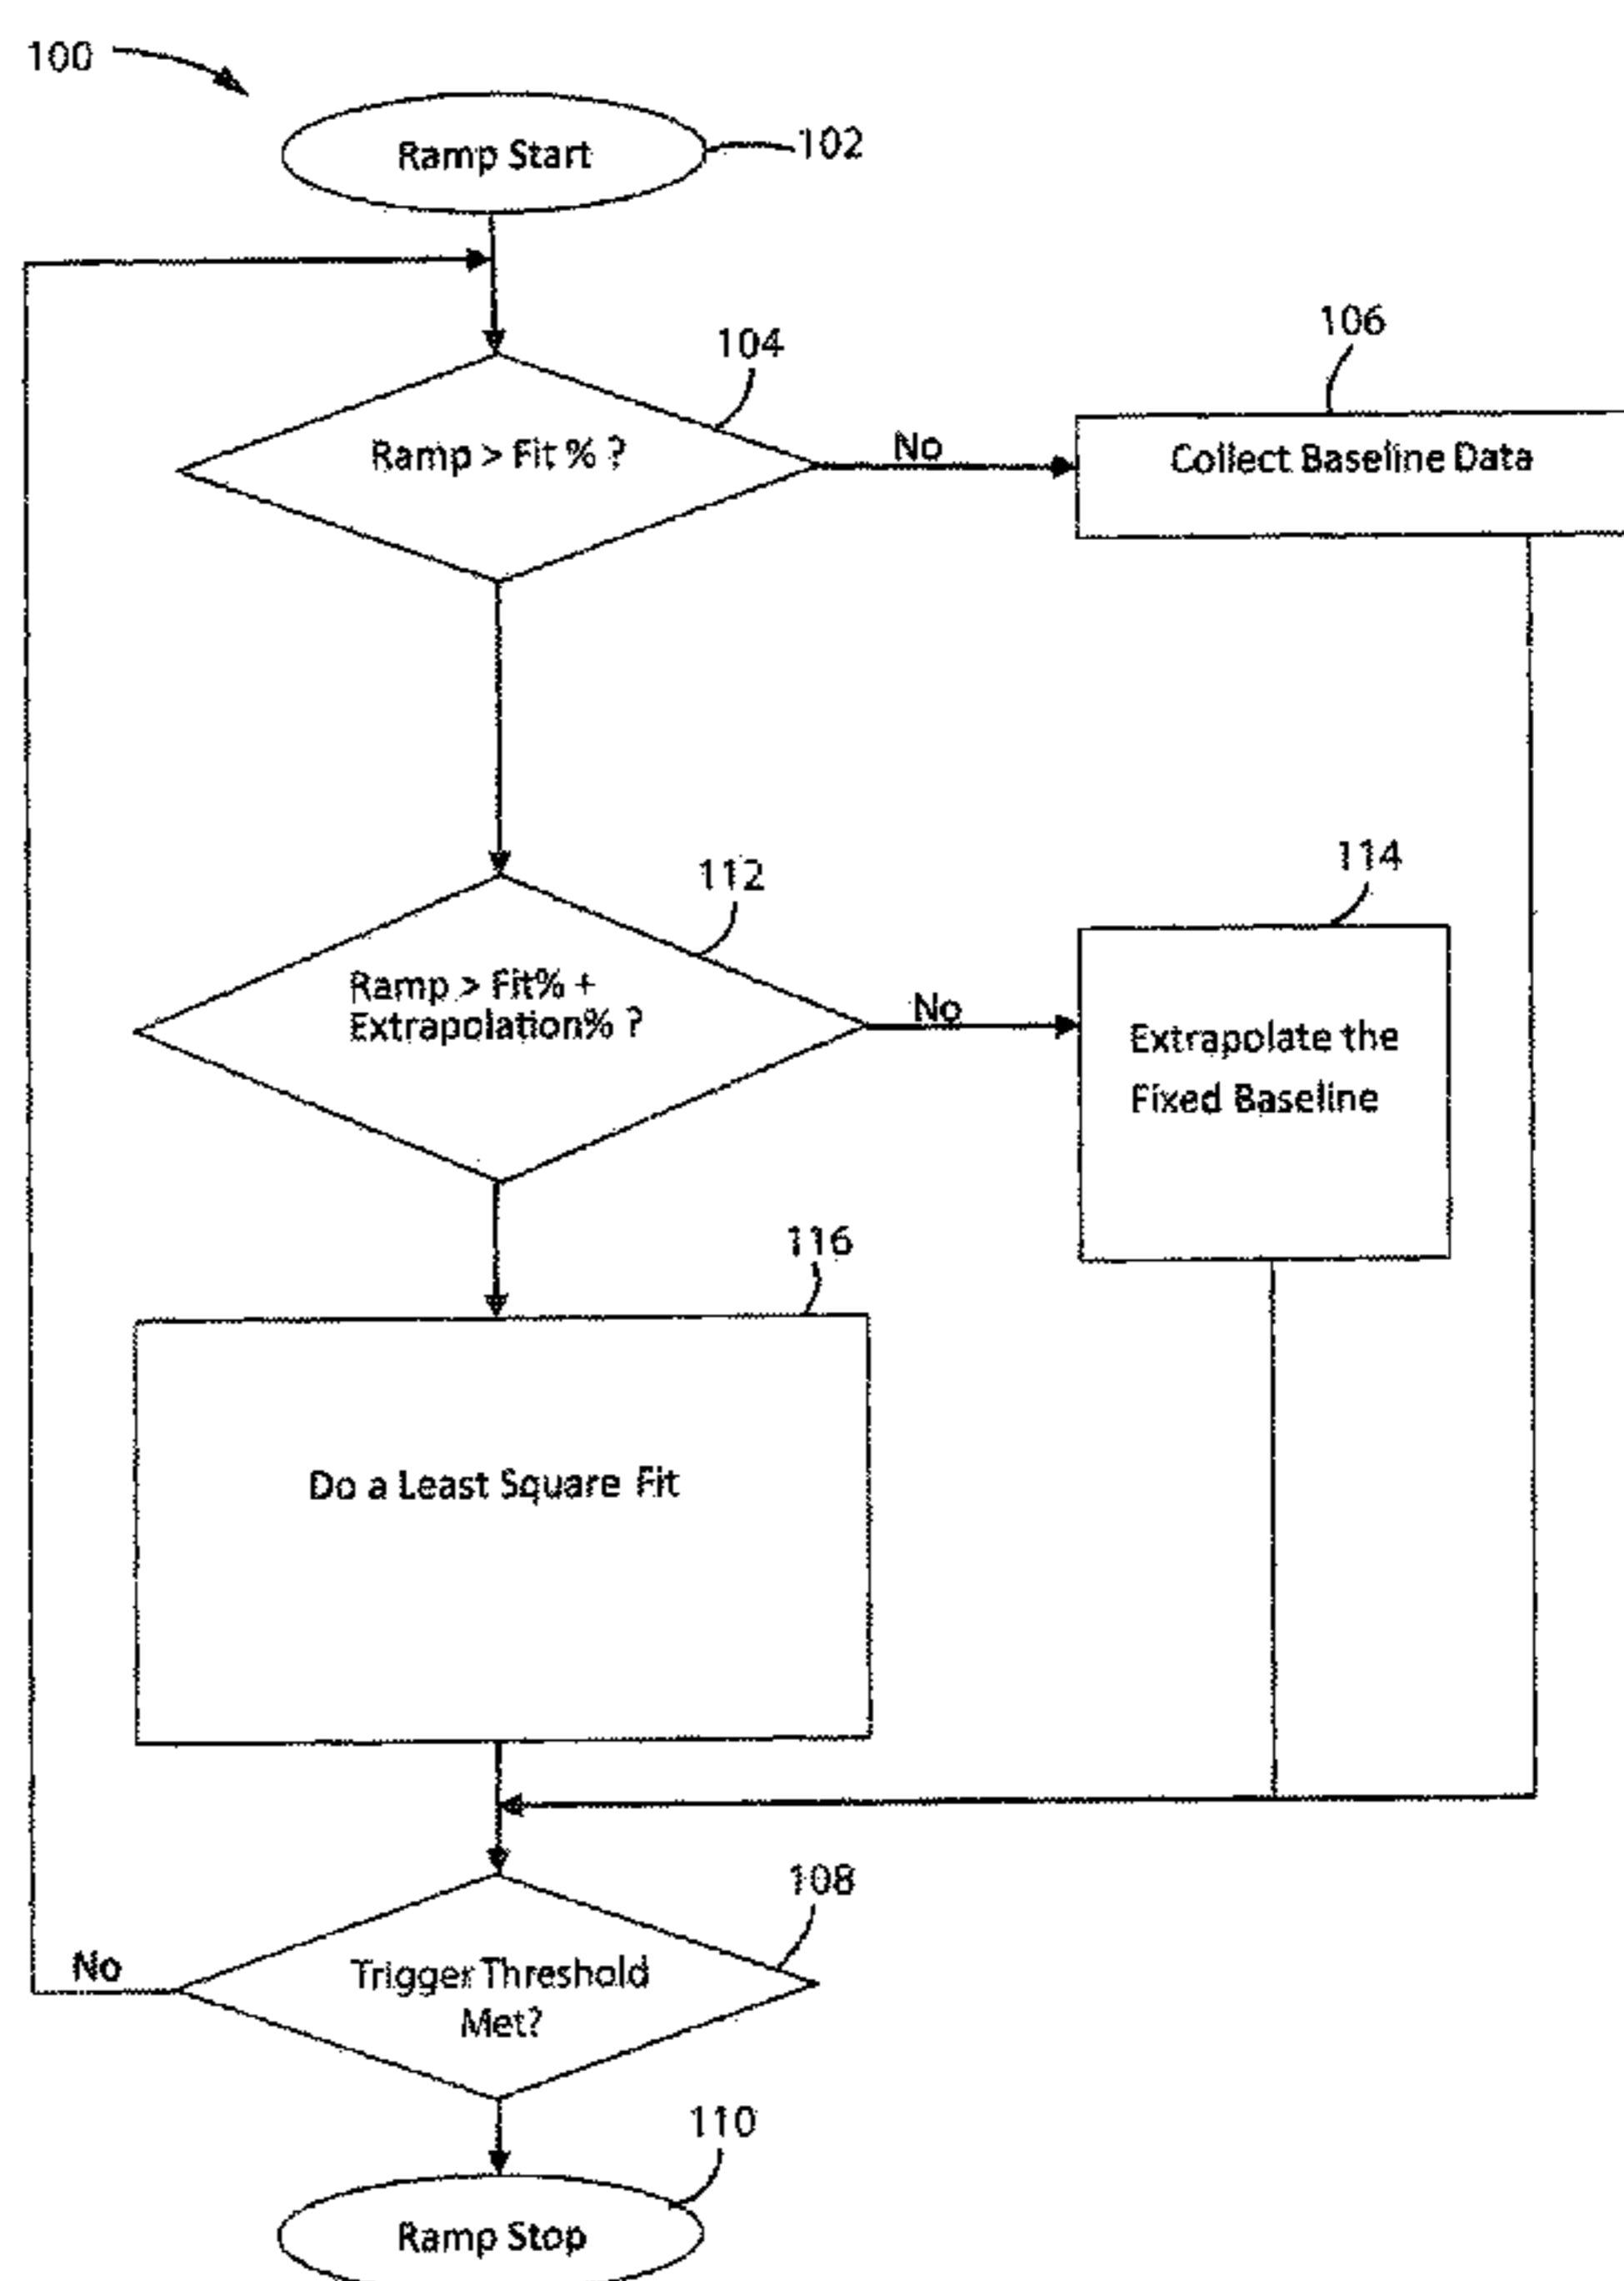 100
Ramp Start
102
104
Ramp > Fit % ?
No
106
Collect Baseline Data
112
Ramp > Fit% +
Extrapolation% ?
No
114
Extrapolate the
Fixed Baseline
116
Do a Least Square Fit
108
Trigger Threshold
Met?
No
110
Ramp Stop